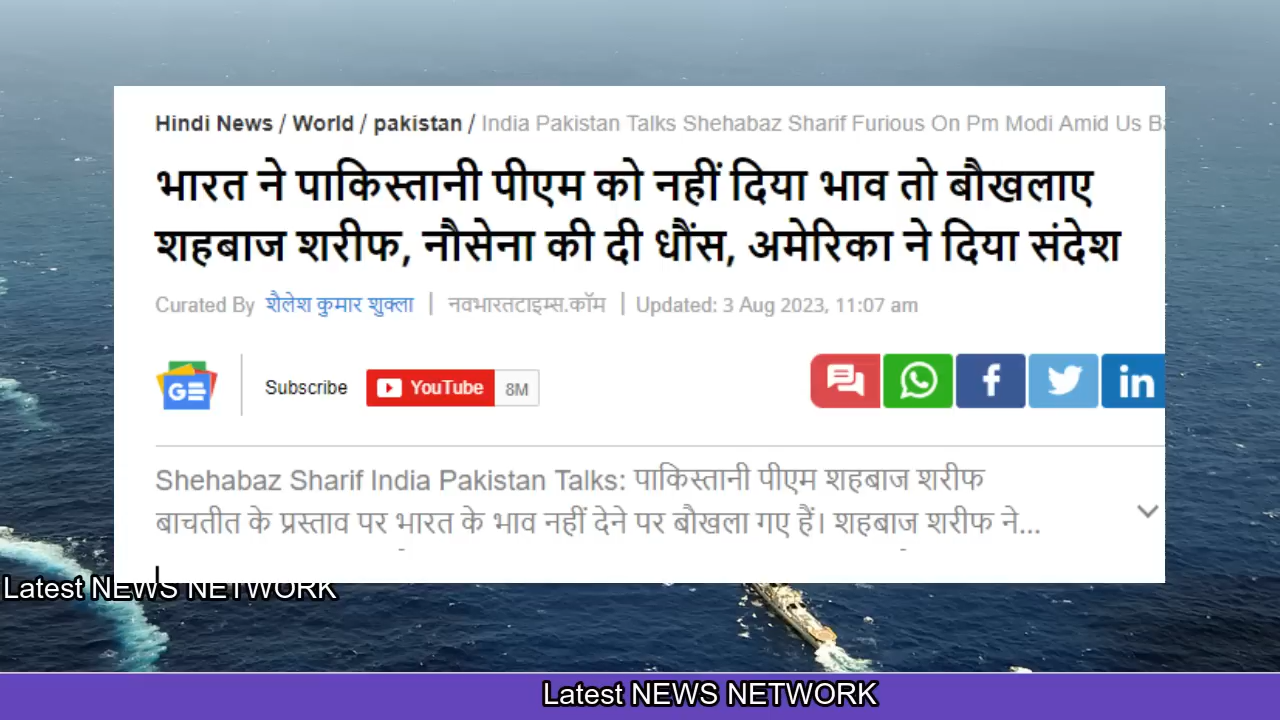 Hindi News / World / pakistan / India Pakistan Talks Shehabaz Sharif Furious On Pm Modi Amid Us
भारत ने पाकिस्तानी पीएम को नहीं दिया भाव तो बौखलाए
शहबाज शरीफ, नौसेना की दी धौंस, अमेरिका ने दिया संदेश
Curated By शैलेश कुमार शुक्ला | नवभारतटाइम्स.कॉम | Updated: 3 Aug 2023, 11:07 am
GE Subscribe YouTube 8M
Shehabaz Sharif India Pakistan Talks: पाकिस्तानी पीएम शहबाज शरीफ
बाचतीत के प्रस्ताव पर भारत के भाव नहीं देने पर बौखला गए हैं। शहबाज शरीफ ने...
Latest NEWS NETWORK
Latest NEWS NETWORK